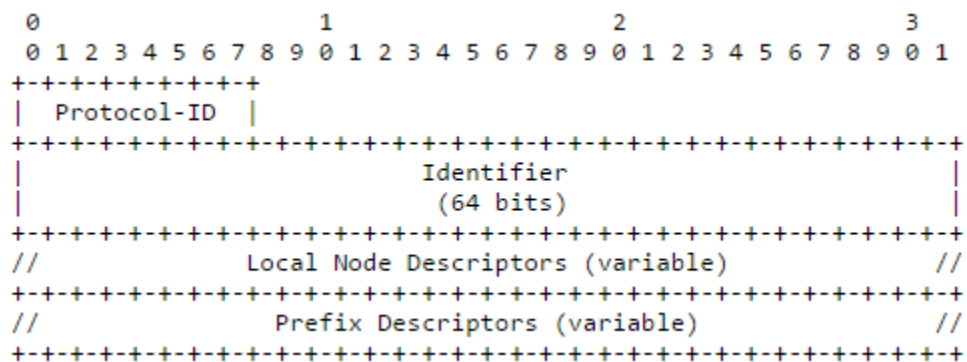 0                   1                   2                   3
 0 1 2 3 4 5 6 7 8 9 0 1 2 3 4 5 6 7 8 9 0 1 2 3 4 5 6 7 8 9 0 1
+-+-+-+-+-+-+-+-+
|  Protocol-ID  |
+-+-+-+-+-+-+-+-+-+-+-+-+-+-+-+-+-+-+-+-+-+-+-+-+-+-+-+-+-+-+-+-+
|                           Identifier                          |
|                            (64 bits)                          |
+-+-+-+-+-+-+-+-+-+-+-+-+-+-+-+-+-+-+-+-+-+-+-+-+-+-+-+-+-+-+-+-+
//              Local Node Descriptors (variable)              //
+-+-+-+-+-+-+-+-+-+-+-+-+-+-+-+-+-+-+-+-+-+-+-+-+-+-+-+-+-+-+-+-+
//                Prefix Descriptors (variable)                //
+-+-+-+-+-+-+-+-+-+-+-+-+-+-+-+-+-+-+-+-+-+-+-+-+-+-+-+-+-+-+-+-+